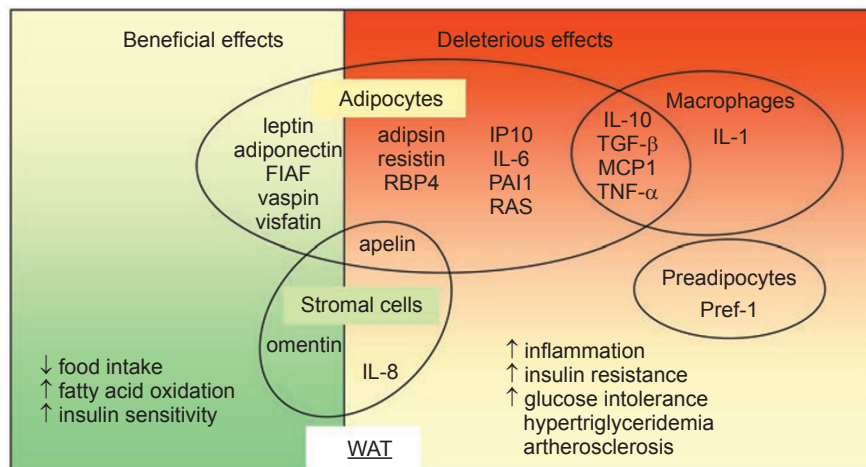 Beneficial effects
Deleterious effects
Adipocytes
leptin
adiponectin
FIAF
vaspin
visfatin
adipsin
resistin
RBP4
IP10
IL-6
PAI1
RAS
IL-10
TGF-β
MCP1
TNF-α
Macrophages
IL-1
apelin
Preadipocytes
Pref-1
Stromal cells
omentin
IL-8
↓ food intake
↑ fatty acid oxidation
↑ insulin sensitivity
↑ inflammation
↑ insulin resistance
↑ glucose intolerance
hypertriglyceridemia
artherosclerosis
WAT